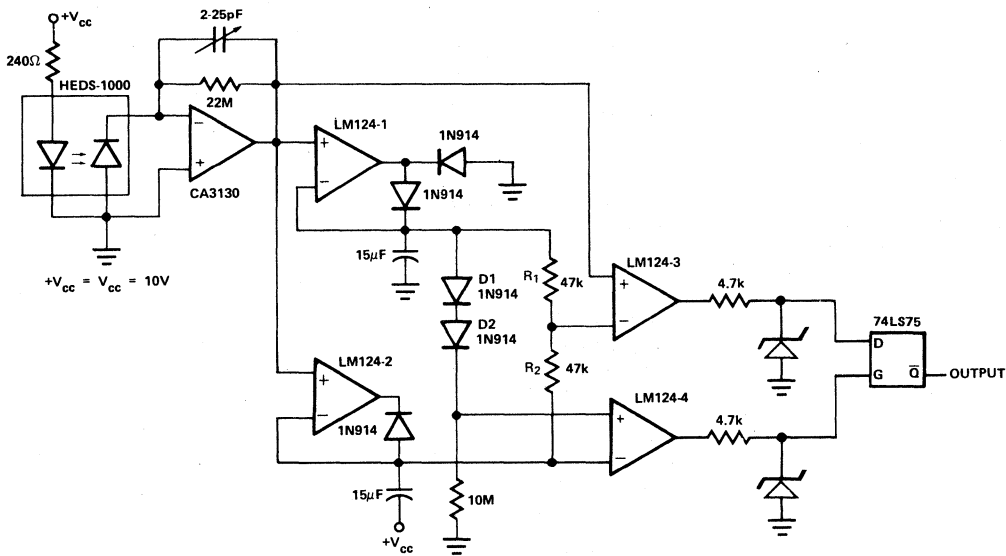 +Vcc
240Ω
HEDS-1000
2-25pF
22M
−
+
CA3130
+Vcc = Vcc = 10V
LM124-1
+
−
1N914
1N914
15μF
D1
1N914
D2
1N914
R1
47k
R2
47k
LM124-2
+
−
1N914
15μF
+Vcc
10M
LM124-3
+
−
4.7k
LM124-4
+
−
4.7k
74LS75
D
G
Q̅
OUTPUT